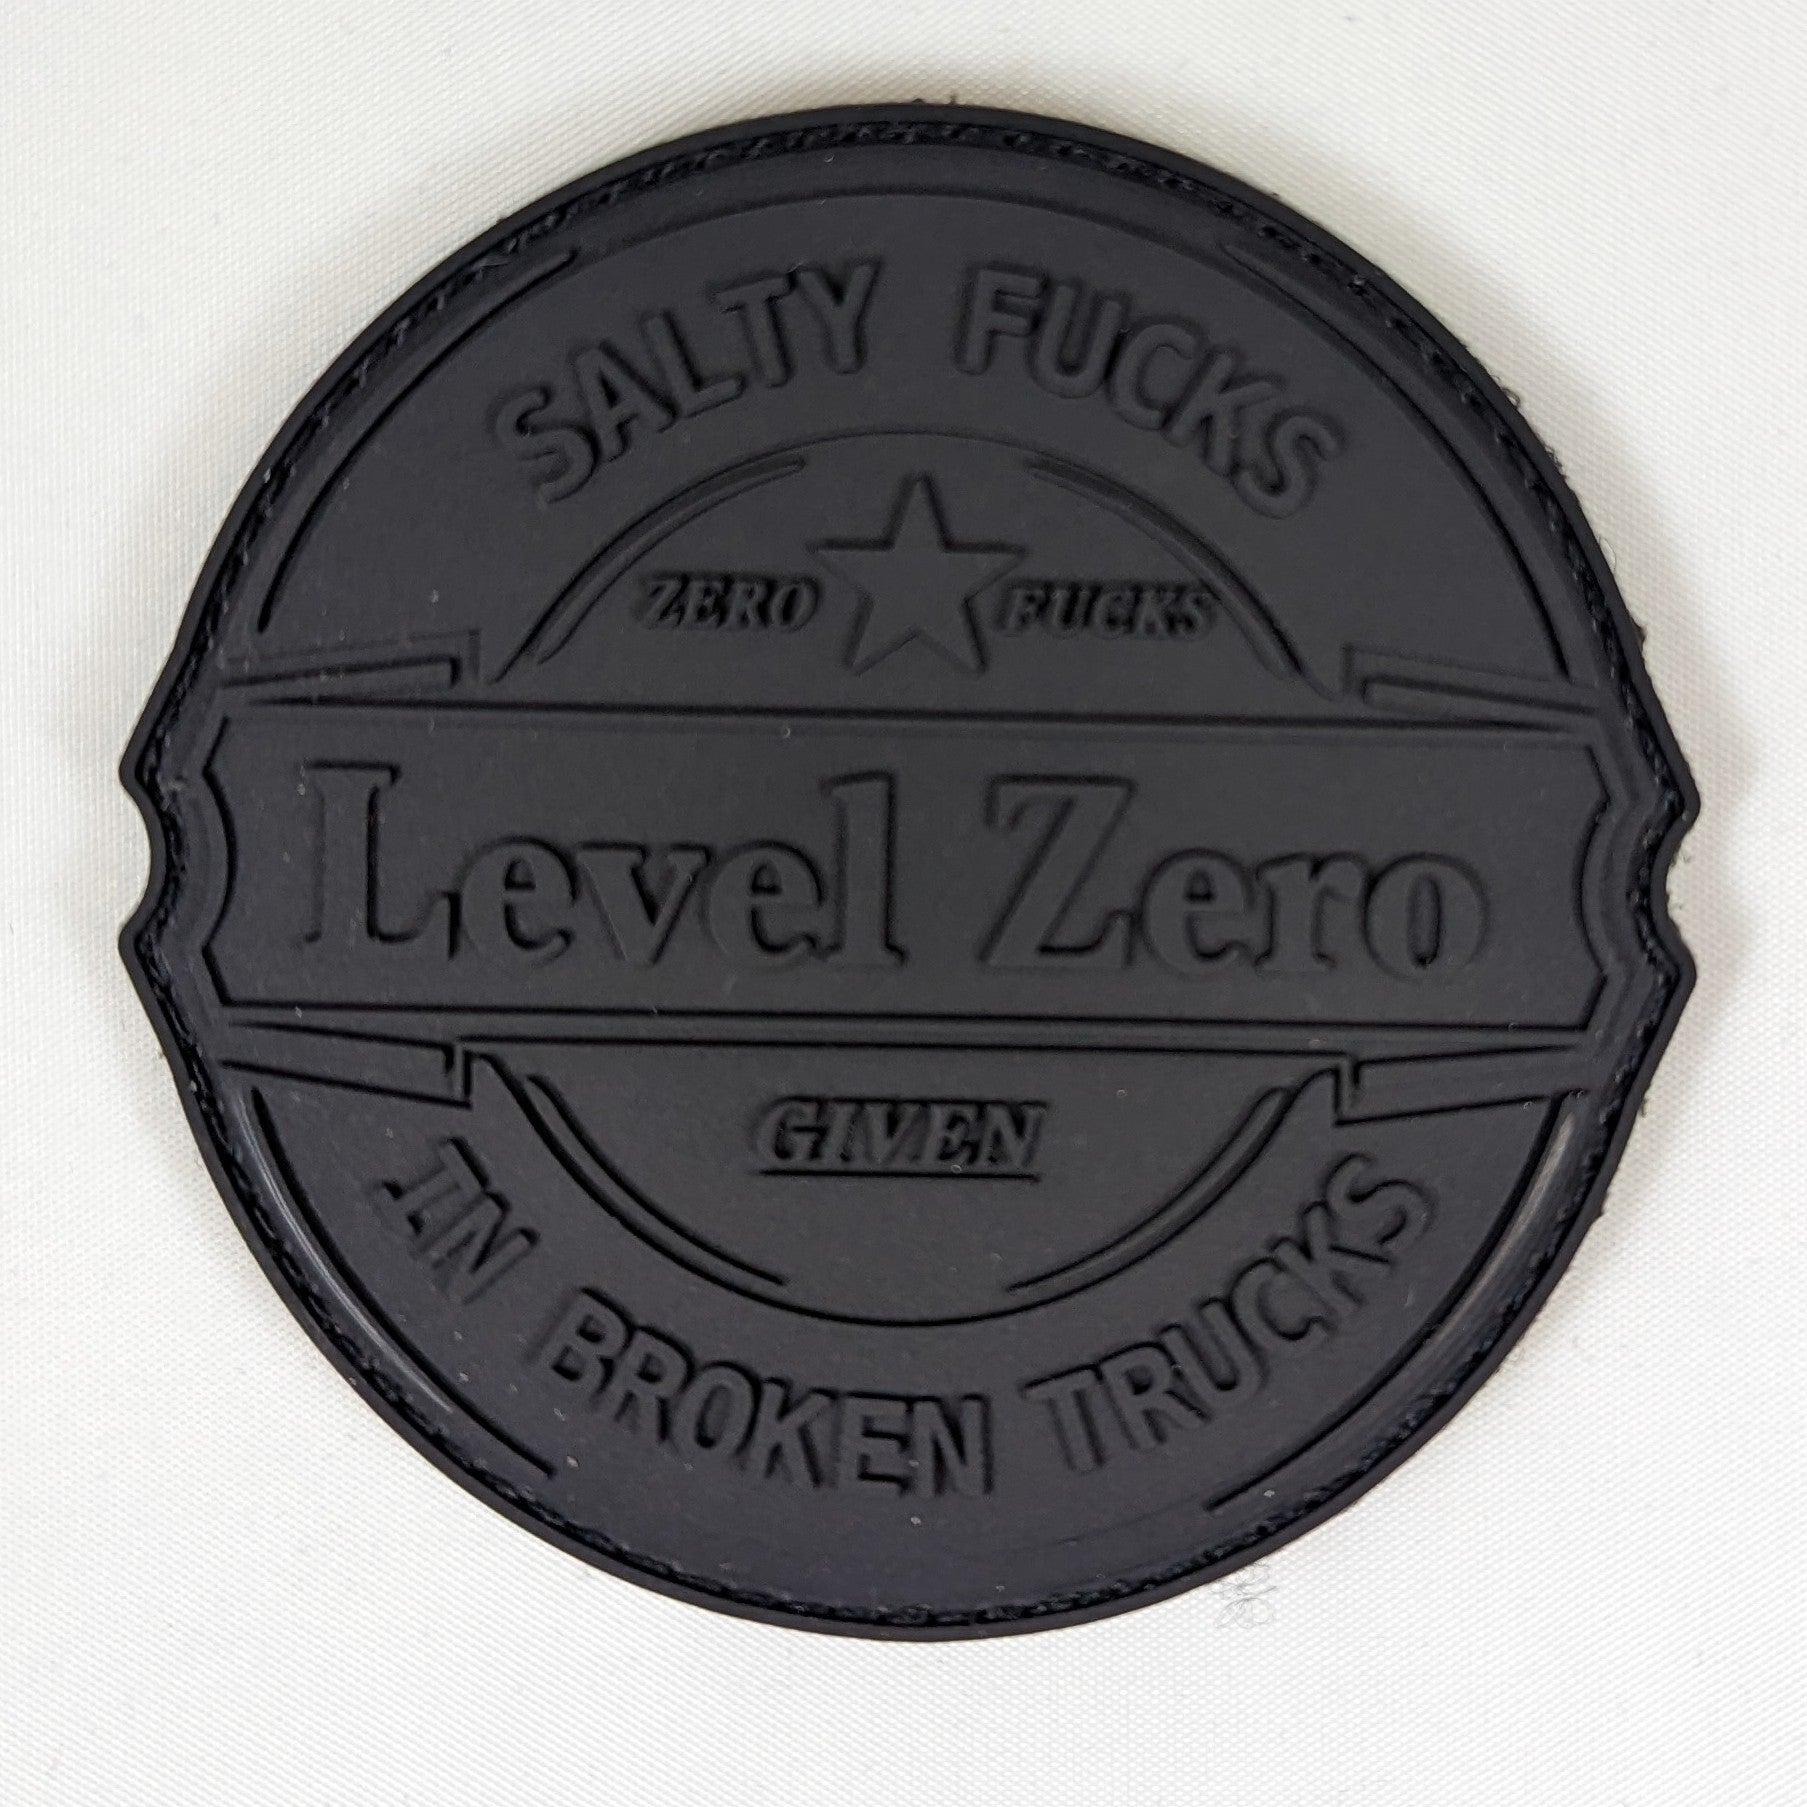 SALTY FUCKS
ZERO FUCKS
Level Zero
GIVEN
IN BROKEN TRUCKS